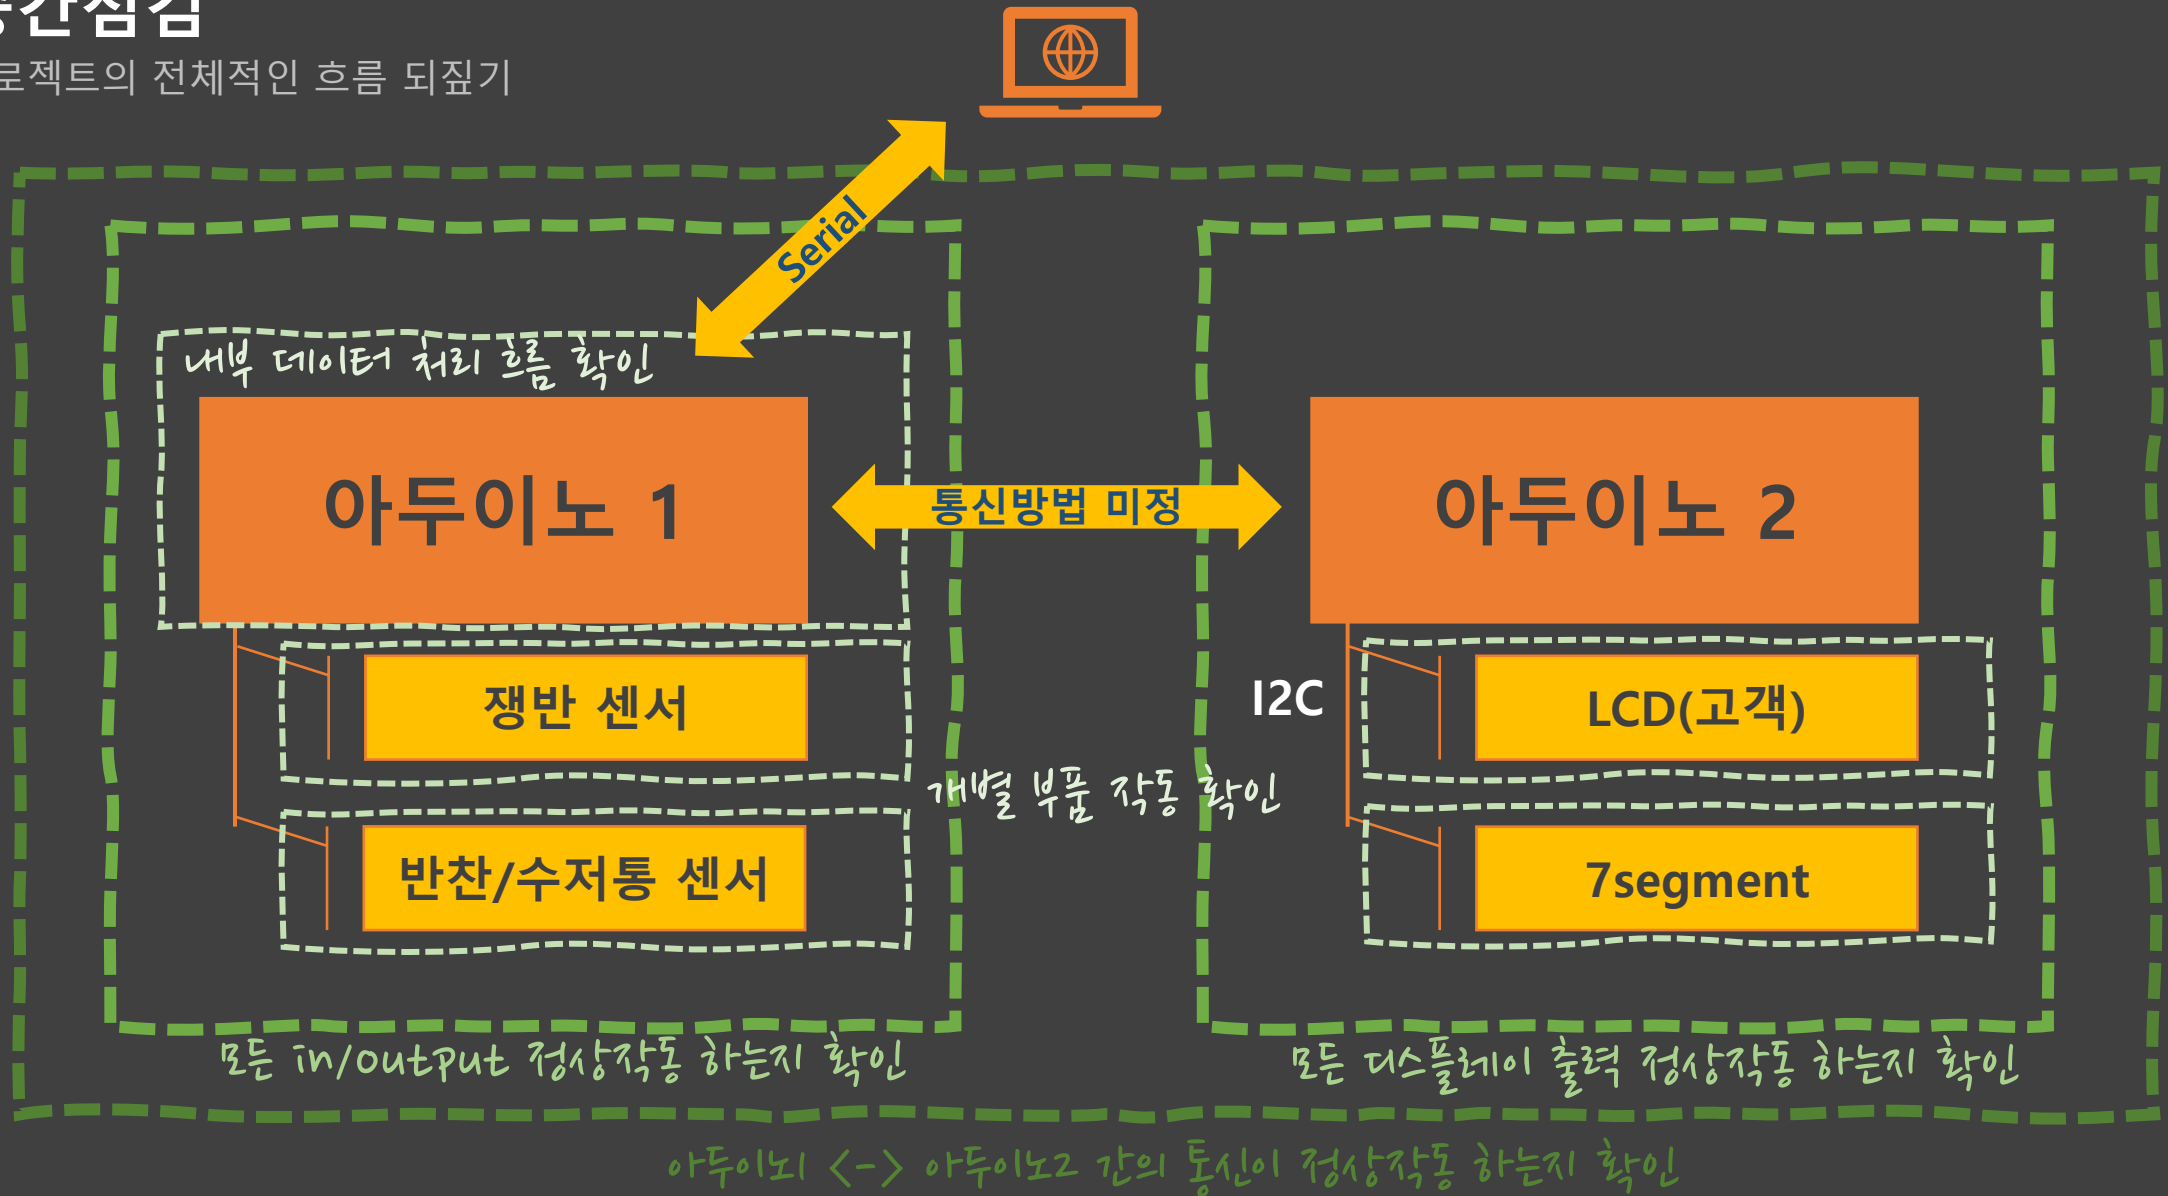 중간점검
로젝트의 전체적인 흐름 되짚기
Serial
내부 데이터 처리 흐름 확인
아두이노 1
통신방법 미정
아두이노 2
쟁반 센서
I2C
LCD(고객)
개별 부품 작동 확인
반찬/수저통 센서
7segment
모든 in/output 정상작동 하는지 확인
모든 디스플레이 출력 정상작동 하는지 확인
아두이노1 <-> 아두이노2 간의 통신이 정상작동 하는지 확인